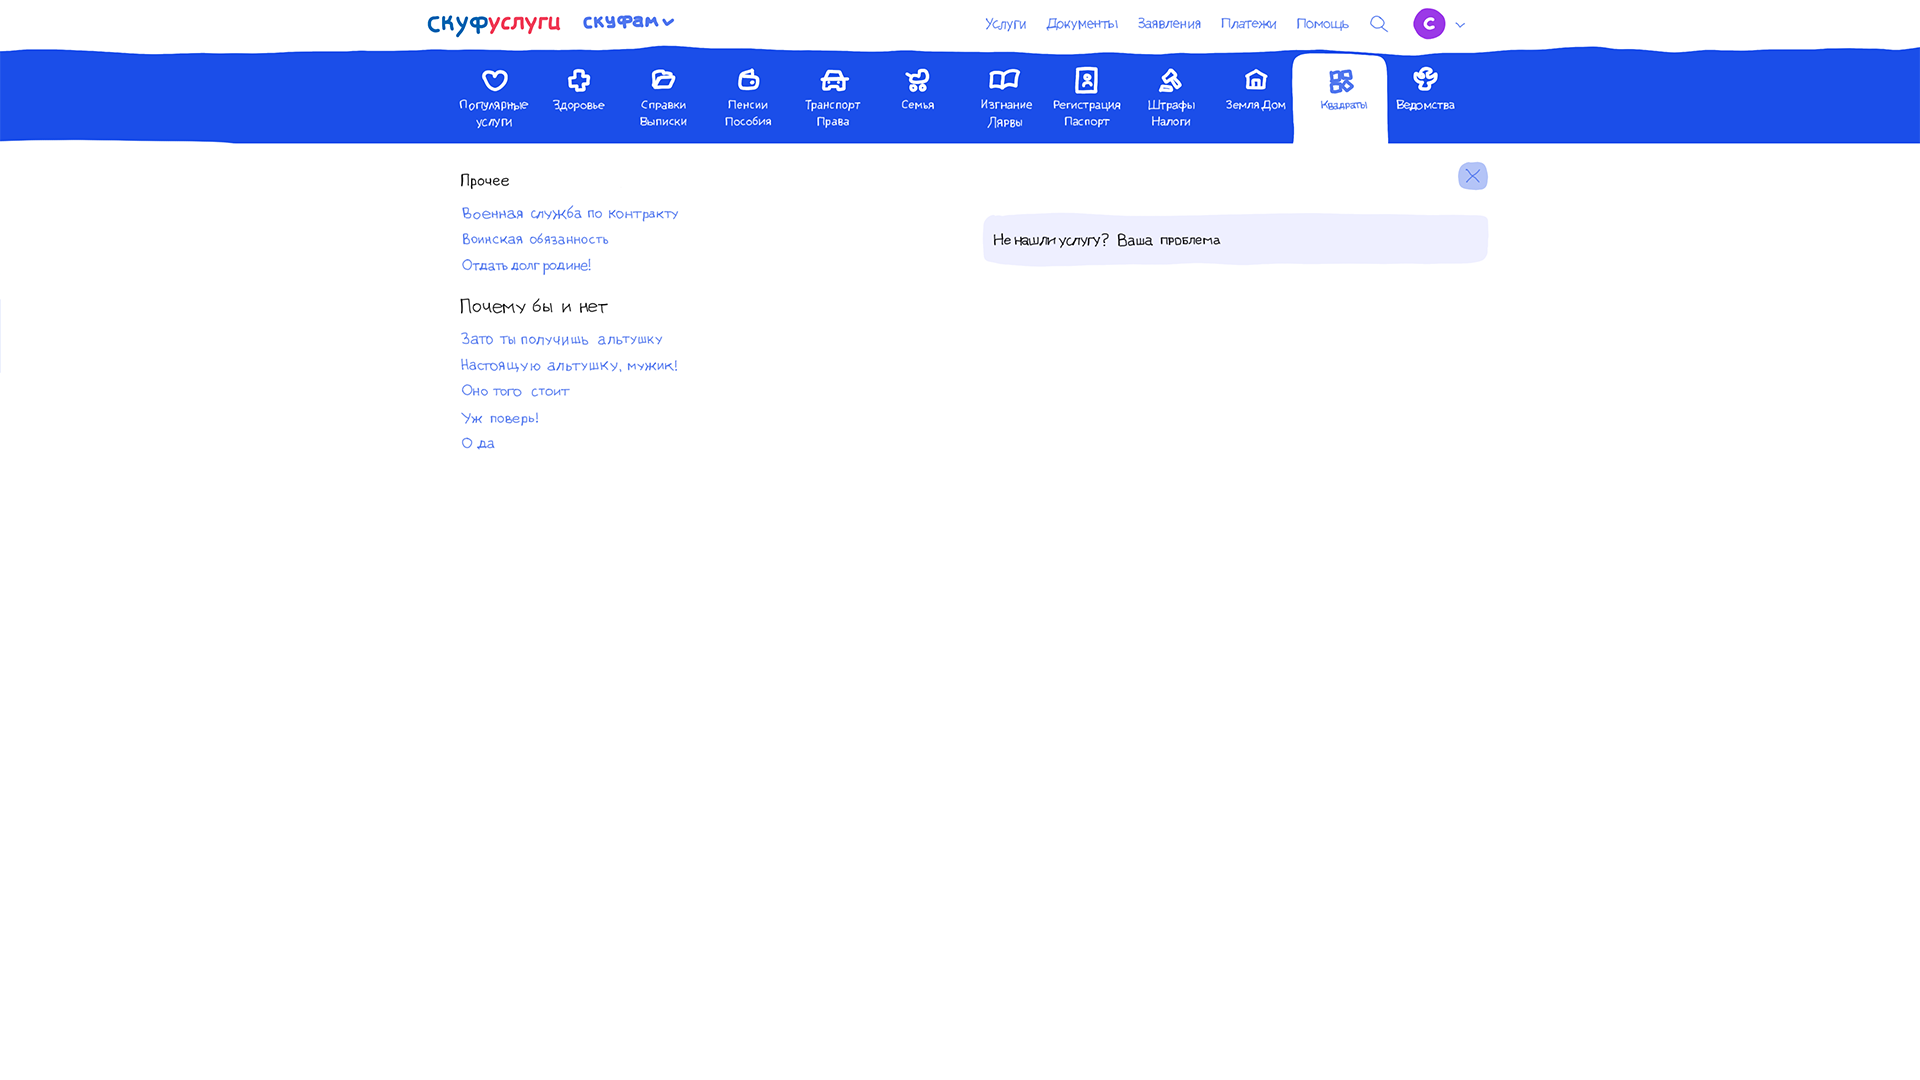 скуфуслуги скуфам
Услуги Документы Заявления Платежи Помощь С
Популярные услуги
Здоровье
Справки Выписки
Пенсии Пособия
Транспорт Права
Семья
Изгнание Лярвы
Регистрация Паспорт
Штрафы Налоги
Земля Дом
Квадраты
Ведомства
Прочее
Военная служба по контракту
Воинская обязанность
Отдать долг родине!
Не нашли услугу? Ваша проблема
Почему бы и нет
Зато ты получишь альтушку
Настоящую альтушку, мужик!
Оно того стоит
Уж поверь!
О да